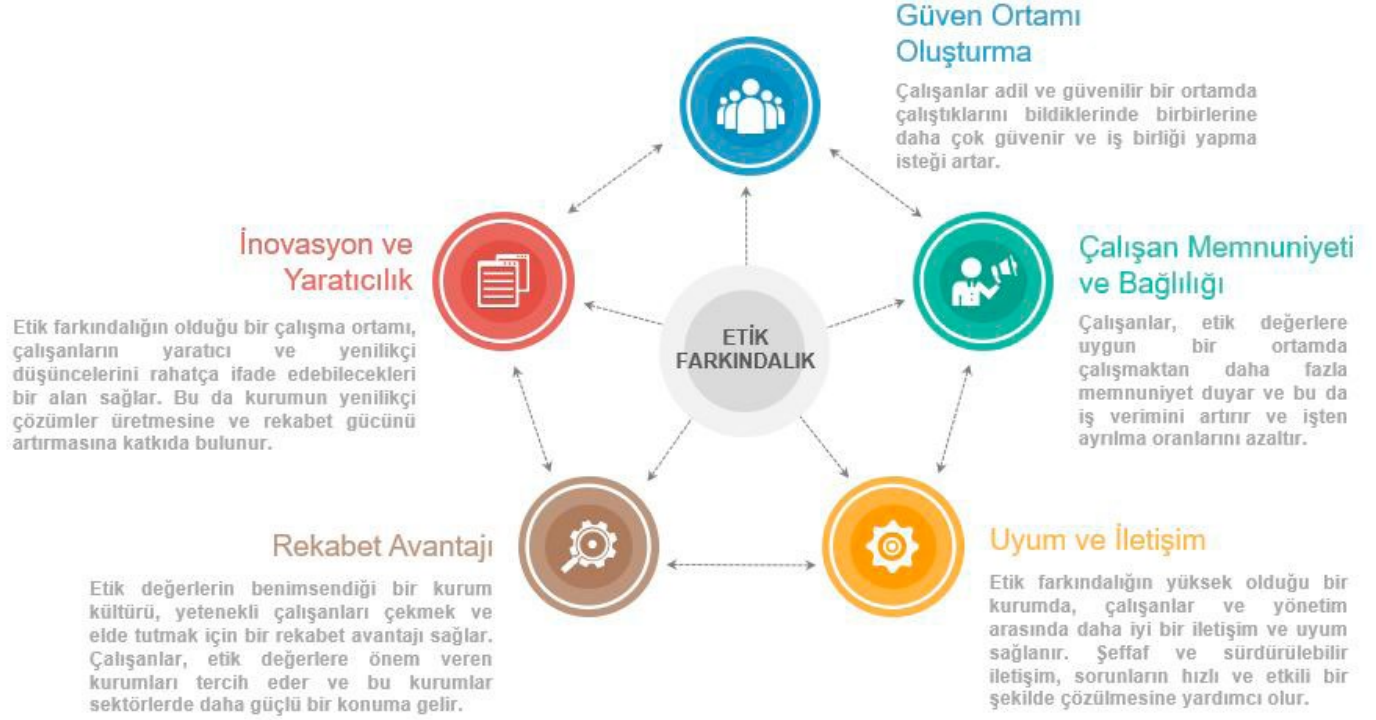 Güven Ortamı
Oluşturma
Çalışanlar adil ve güvenilir bir ortamda
çalıştıklarını bildiklerinde birbirlerine
daha çok güvenir ve iş birliği yapma
isteği artar.
Çalışan Memnuniyeti
ve Bağlılığı
Çalışanlar, etik değerlere
uygun bir ortamda
çalışmaktan daha fazla
memnuniyet duyar ve bu da
iş verimini artırır ve işten
ayrılma oranlarını azaltır.
Uyum ve İletişim
Etik farkındalığın yüksek olduğu bir
kurumda, çalışanlar ve yönetim
arasında daha iyi bir iletişim ve uyum
sağlanır. Şeffaf ve sürdürülebilir
iletişim, sorunların hızlı ve etkili bir
şekilde çözülmesine yardımcı olur.
Rekabet Avantajı
Etik değerlerin benimsendiği bir kurum
kültürü, yetenekli çalışanları çekmek ve
elde tutmak için bir rekabet avantajı sağlar.
Çalışanlar, etik değerlere önem veren
kurumları tercih eder ve bu kurumlar
sektörlerde daha güçlü bir konuma gelir.
İnovasyon ve
Yaratıcılık
Etik farkındalığın olduğu bir çalışma ortamı,
çalışanların yaratıcı ve yenilikçi
düşüncelerini rahatça ifade edebilecekleri
bir alan sağlar. Bu da kurumun yenilikçi
çözümler üretmesine ve rekabet gücünü
artırmasına katkıda bulunur.
ETİK
FARKINDALIK